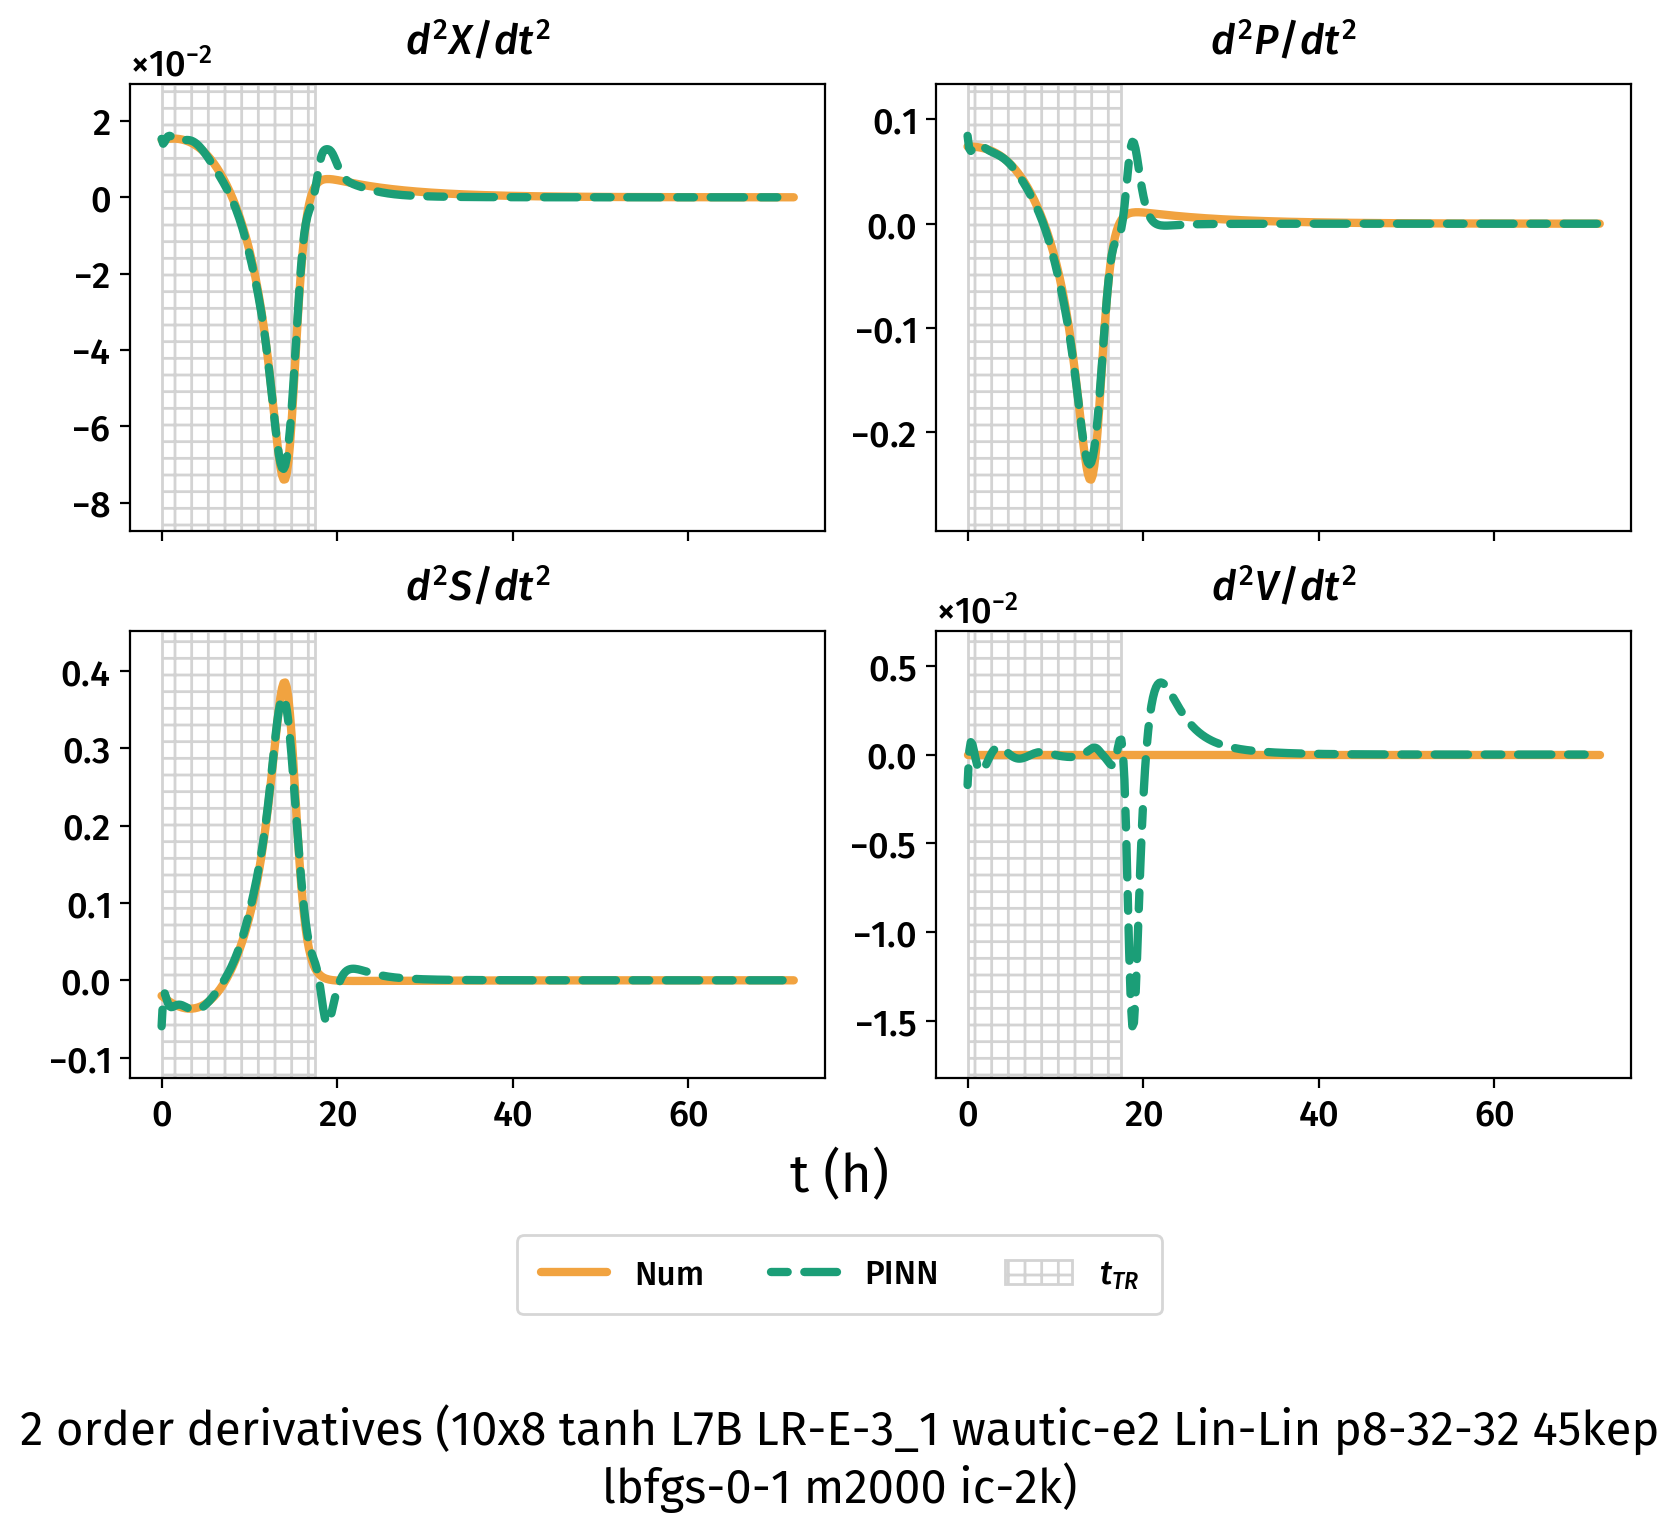 d²X/dt²
d²P/dt²
×10⁻²
2
0
−2
−4
−6
−8
0.1
0.0
−0.1
−0.2
d²S/dt²
d²V/dt²
×10⁻²
0.4
0.3
0.2
0.1
0.0
−0.1
0.5
0.0
−0.5
−1.0
−1.5
0 20 40 60
0 20 40 60
t (h)
Num PINN t_TR
2 order derivatives (10x8 tanh L7B LR-E-3_1 wautic-e2 Lin-Lin p8-32-32 45kep
lbfgs-0-1 m2000 ic-2k)